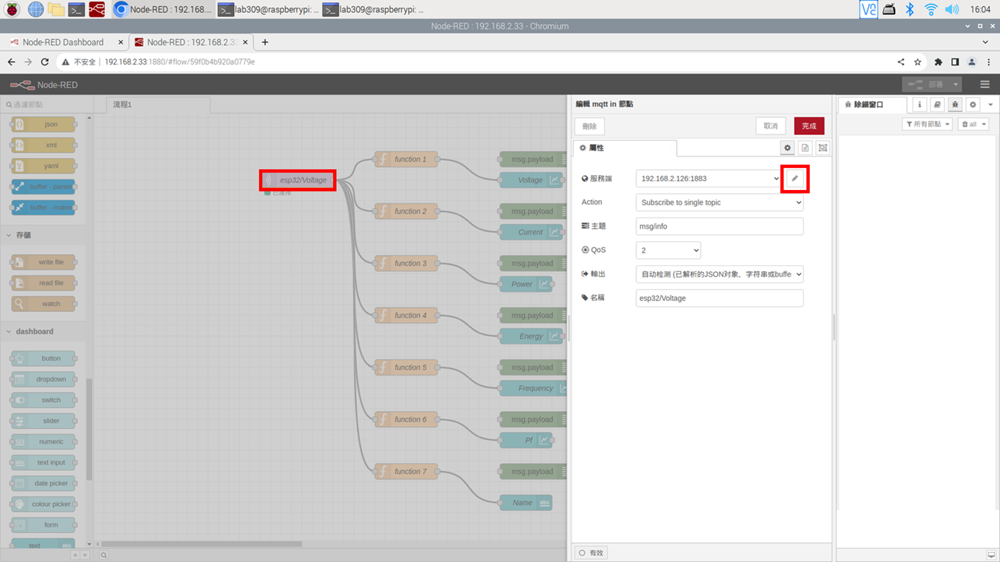 Node-RED : 192.168....
lab309@raspberrypi: ...
lab309@raspberrypi: ...
16:04
Node-RED : 192.168.2.33 - Chromium
Node-RED Dashboard
Node-RED : 192.168.2.33
不安全
192.168.2.33:1880/#flow/59f0b4b920a0779e
Node-RED
部署
過濾節點
json
xml
yaml
buffer - parser
buffer - maker
存儲
write file
read file
watch
dashboard
button
dropdown
switch
slider
numeric
text input
date picker
colour picker
form
text
流程1
esp32/Voltage
已連接
function 1
msg.payload
Voltage
function 2
msg.payload
Current
function 3
msg.payload
Power
function 4
msg.payload
Energy
function 5
msg.payload
Frequency
function 6
msg.payload
Pf
function 7
msg.payload
Name
編輯 mqtt in 節點
刪除
取消
完成
屬性
服務端
192.168.2.126:1883
Action
Subscribe to single topic
主題
msg/info
QoS
2
輸出
自动检测 (已解析的JSON对象、字符串或buffe
名稱
esp32/Voltage
有效
除錯窗口
所有節點
all